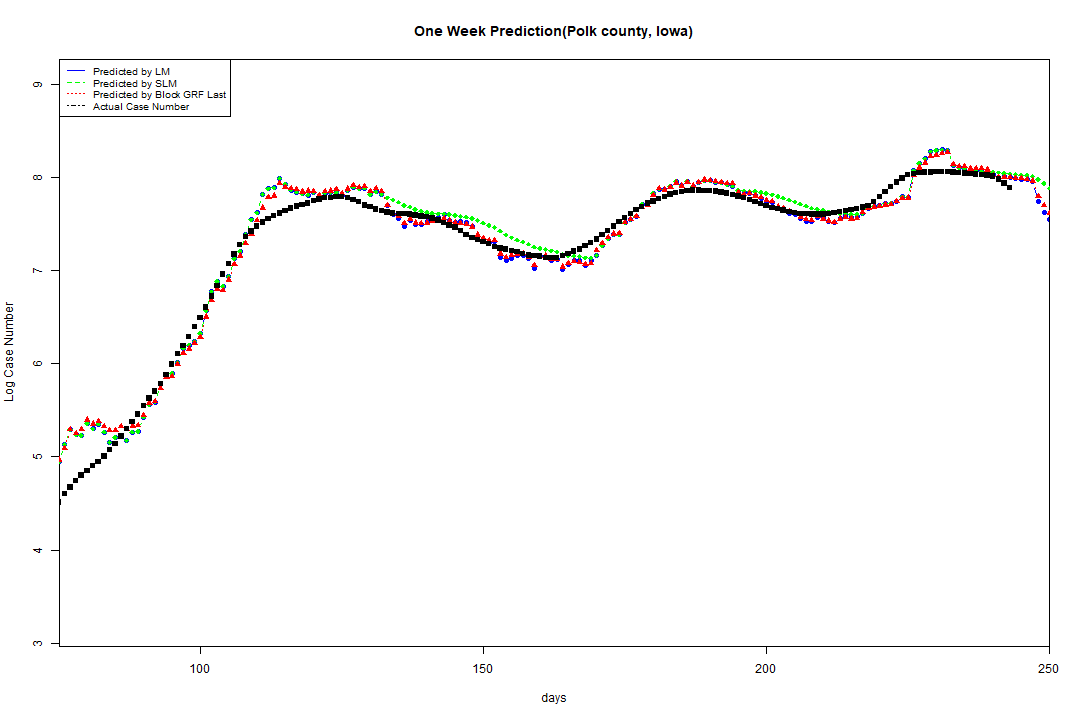 One Week Prediction(Polk county, Iowa)
Predicted by LM
Predicted by SLM
Predicted by Block GRF Last
Actual Case Number
9
8
7
6
5
4
3
Log Case Number
100 150 200 250
days